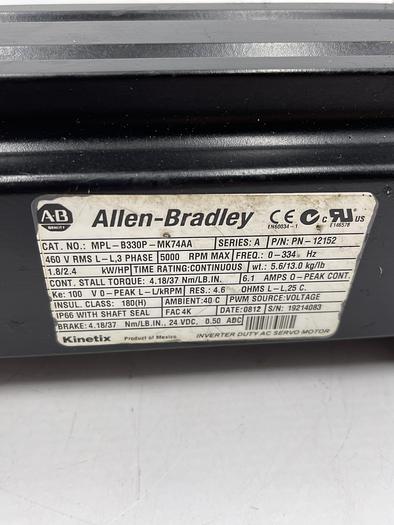 AB
QUALITY
Allen-Bradley CE C US
EN60034-1 E146578
CAT. NO.: MPL-B330P-MK74AA SERIES: A P/N: PN-12152
460 V RMS L-L,3 PHASE 5000 RPM MAX FREQ.: 0-334 Hz
1.8/2.4 kW/HP TIME RATING:CONTINUOUS wt.: 5.6/13.0 kg/lb
CONT. STALL TORQUE: 4.18/37 Nm/LB.IN. 6.1 AMPS 0-PEAK CONT.
Ke: 100 V 0-PEAK L-L/kRPM RES.: 4.6 OHMS L-L,25 C.
INSUL. CLASS: 180(H) AMBIENT:40 C PWM SOURCE:VOLTAGE
IP66 WITH SHAFT SEAL FAC4K DATE:0812 S/N: 19214083
BRAKE: 4.18/37 Nm/LB.IN., 24 VDC, 0.50 ADC
Kinetix Product of Mexico INVERTER DUTY AC SERVO MOTOR